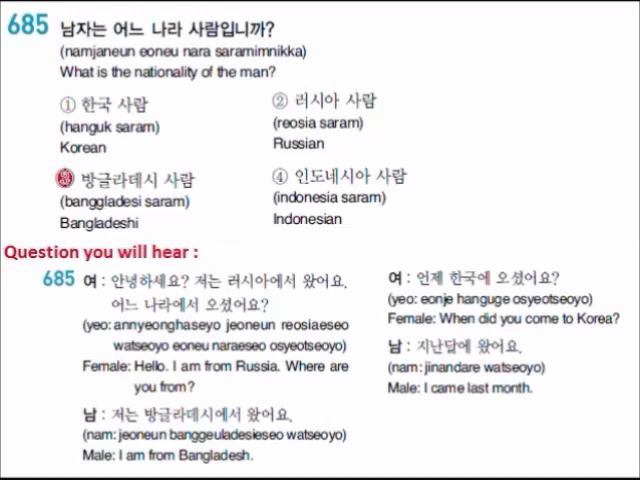 685 남자는 어느 나라 사람입니까?
(namjaneun eoneu nara saramimnikka)
What is the nationality of the man?
① 한국 사람
(hanguk saram)
Korean
② 러시아 사람
(reosia saram)
Russian
③ 방글라데시 사람
(banggladesi saram)
Bangladeshi
④ 인도네시아 사람
(indonesia saram)
Indonesian
Question you will hear :
685 여 : 안녕하세요? 저는 러시아에서 왔어요.
어느 나라에서 오셨어요?
(yeo: annyeonghaseyo jeoneun reosiaeseo
watseoyo eoneu naraeseo osyeotseoyo)
Female: Hello. I am from Russia. Where are
you from?
남 : 저는 방글라데시에서 왔어요.
(nam: jeoneun banggeuladesieseo watseoyo)
Male: I am from Bangladesh.
여 : 언제 한국에 오셨어요?
(yeo: eonje hanguge osyeotseoyo)
Female: When did you come to Korea?
남 : 지난달에 왔어요.
(nam: jinandare watseoyo)
Male: I came last month.